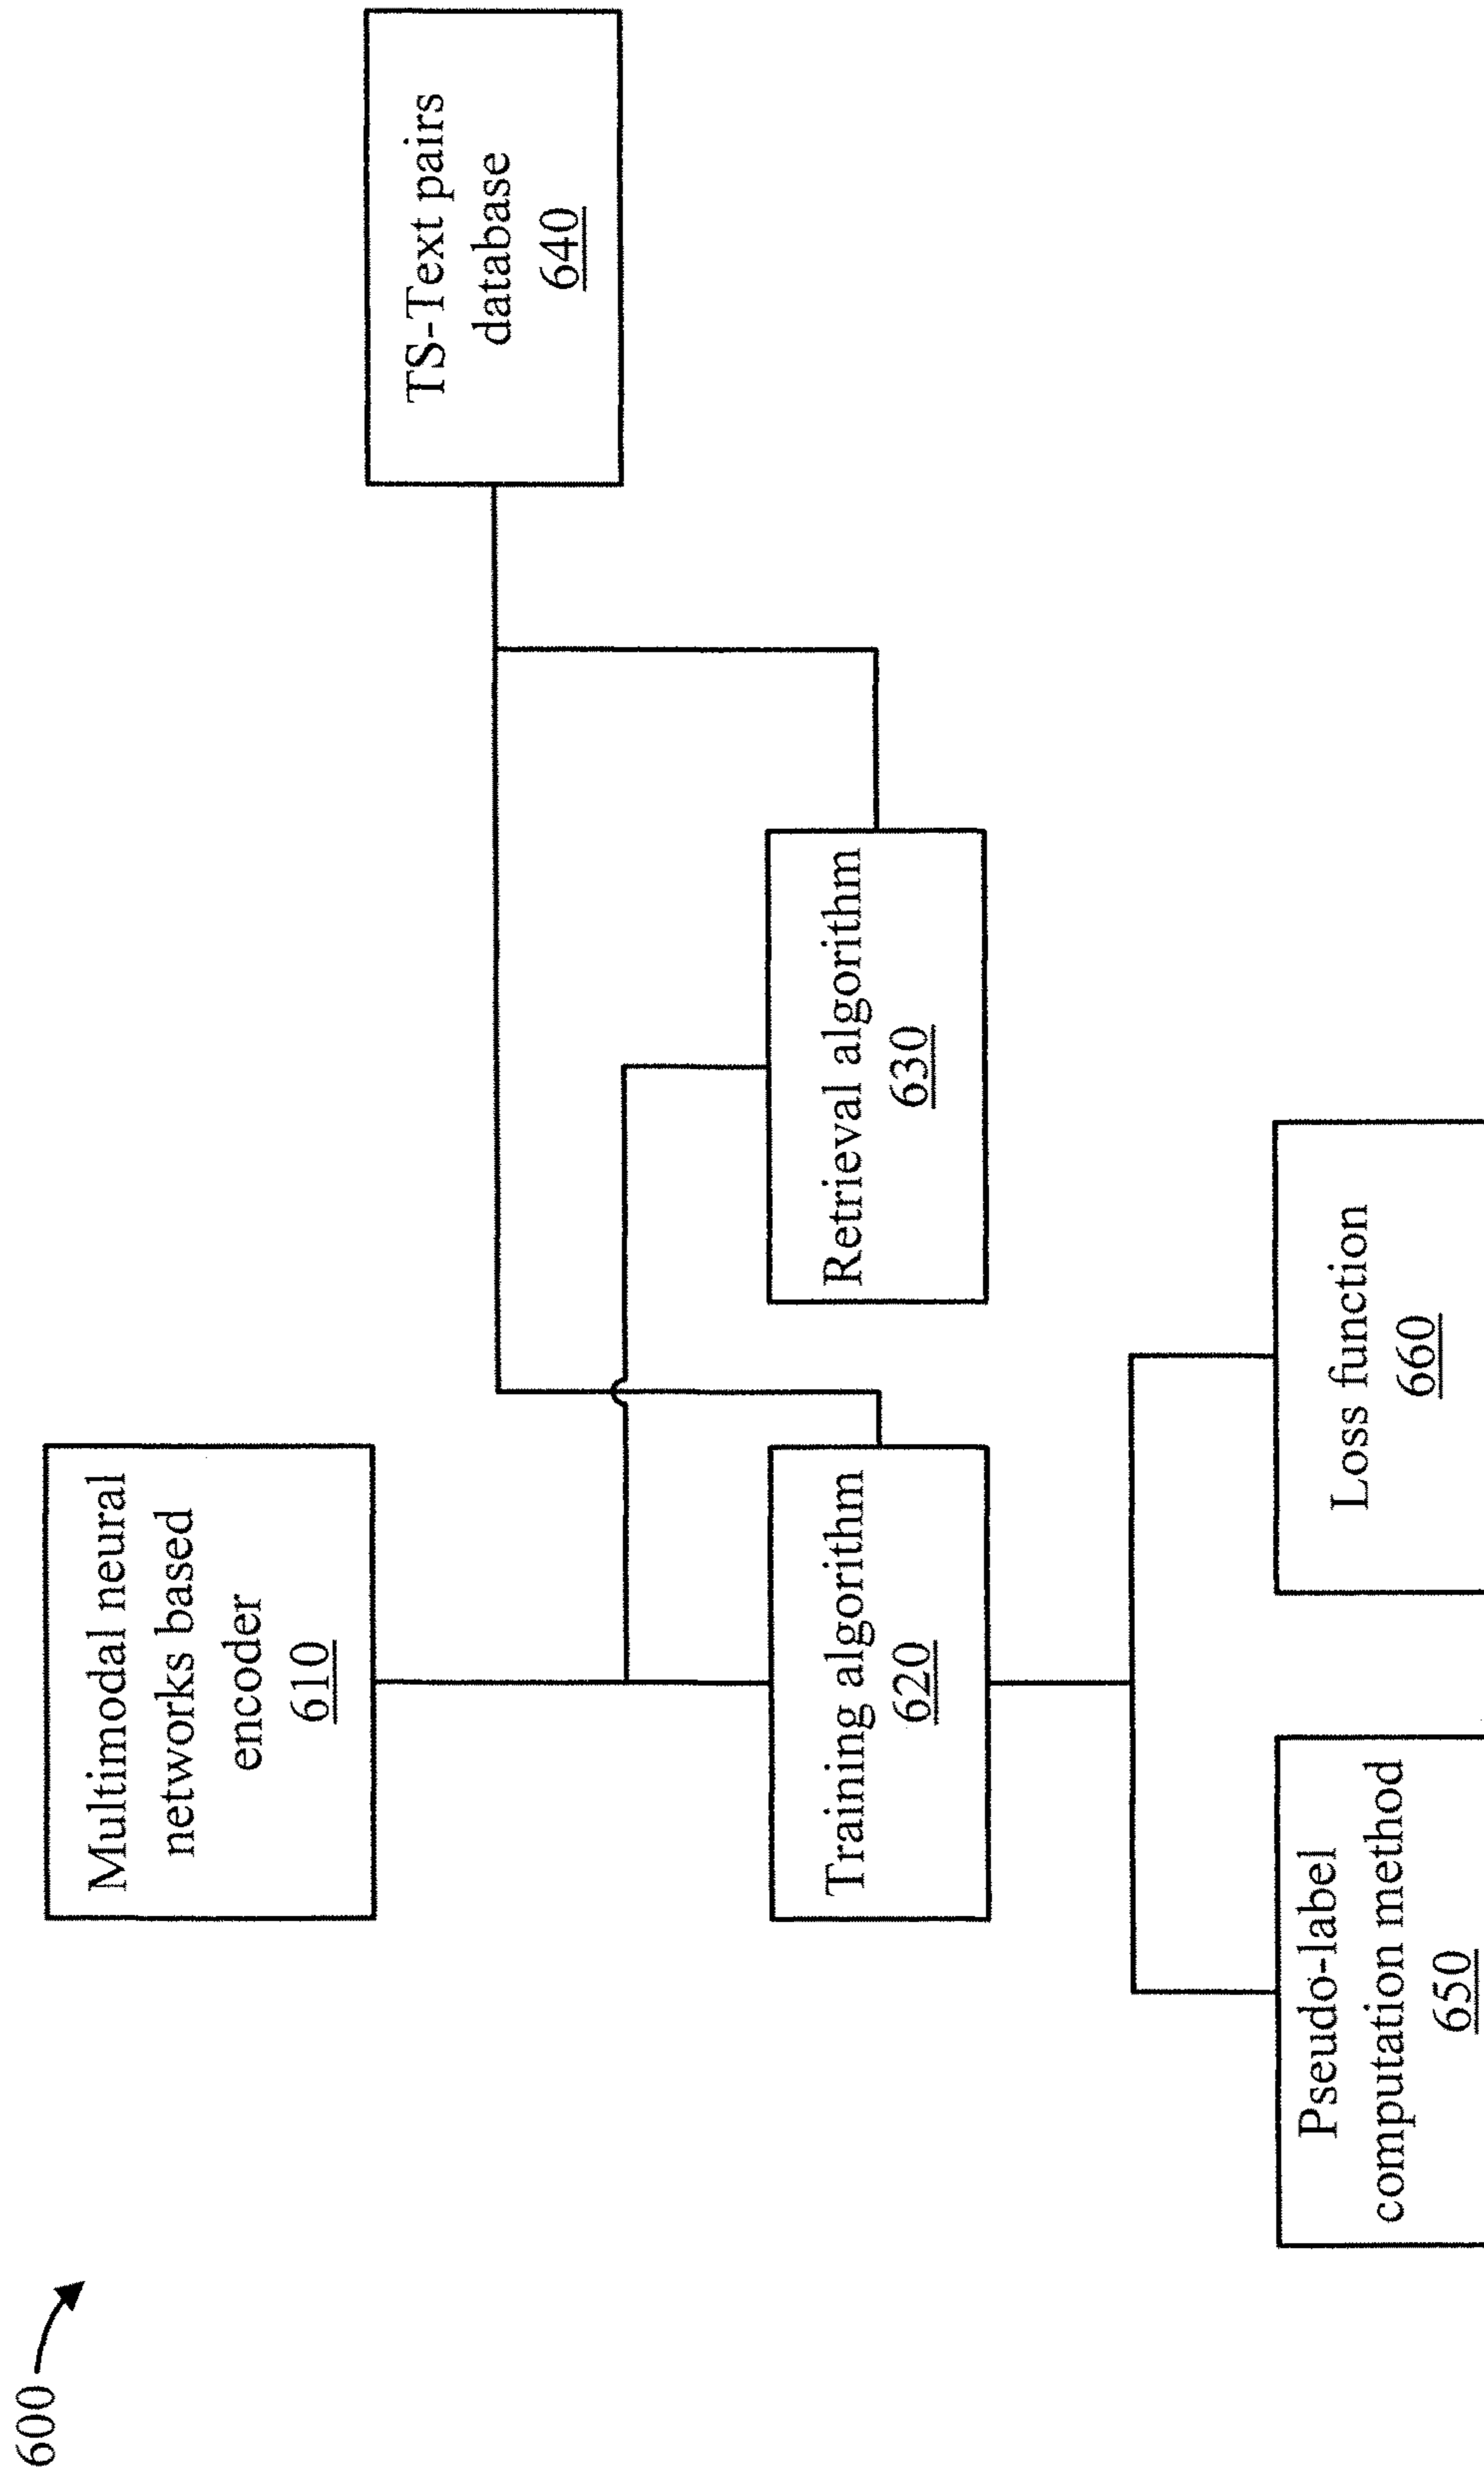 600
Multimodal neural
networks based
encoder
610
TS-Text pairs
database
640
Training algorithm
620
Retrieval algorithm
630
Pseudo-label
computation method
650
Loss function
660